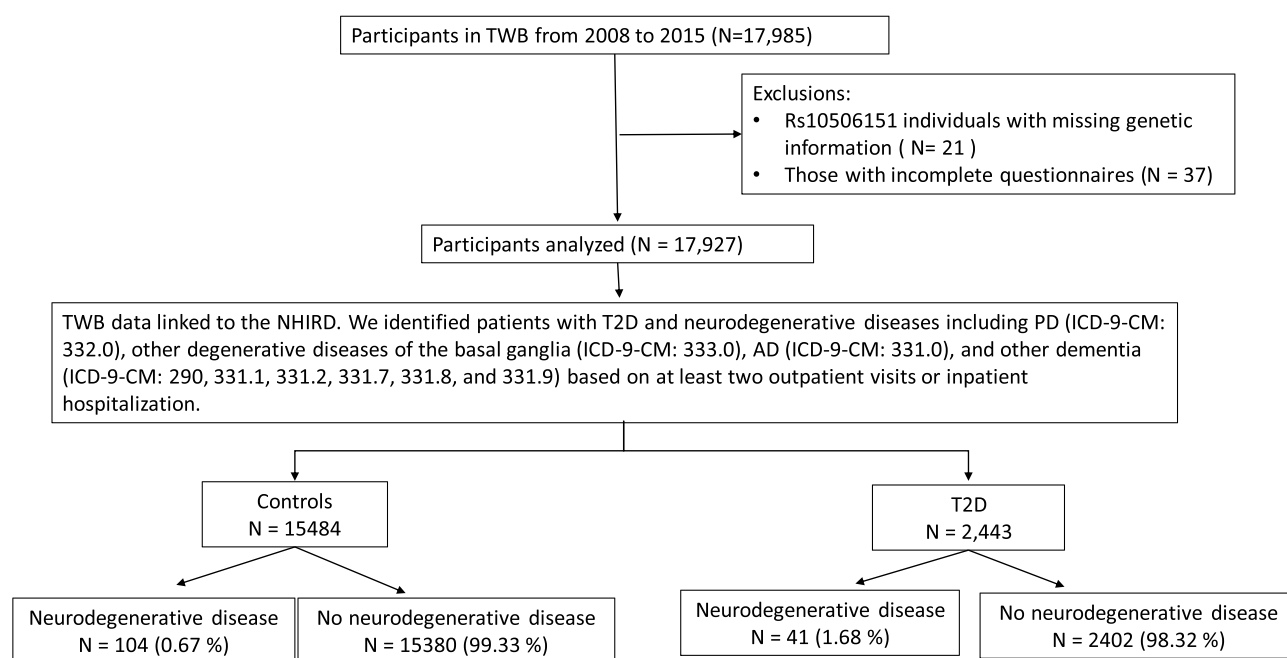 Participants in TWB from 2008 to 2015 (N=17,985)
Exclusions:
• Rs10506151 individuals with missing genetic
information ( N= 21 )
• Those with incomplete questionnaires (N = 37)
Participants analyzed (N = 17,927)
TWB data linked to the NHIRD. We identified patients with T2D and neurodegenerative diseases including PD (ICD-9-CM:
332.0), other degenerative diseases of the basal ganglia (ICD-9-CM: 333.0), AD (ICD-9-CM: 331.0), and other dementia
(ICD-9-CM: 290, 331.1, 331.2, 331.7, 331.8, and 331.9) based on at least two outpatient visits or inpatient
hospitalization.
Controls
N = 15484
T2D
N = 2,443
Neurodegenerative disease
N = 104 (0.67 %)
No neurodegenerative disease
N = 15380 (99.33 %)
Neurodegenerative disease
N = 41 (1.68 %)
No neurodegenerative disease
N = 2402 (98.32 %)